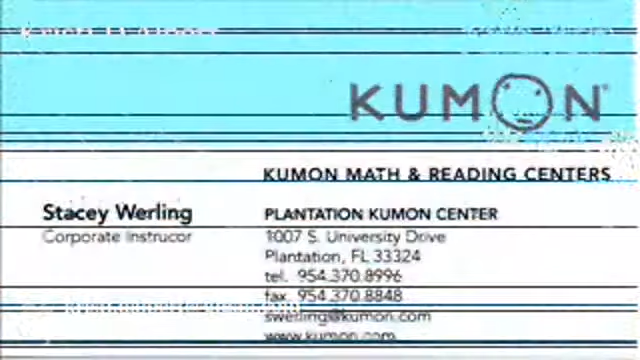 KUMON
KUMON MATH & READING CENTERS
Stacey Werling
Corporate Instrucor
PLANTATION KUMON CENTER
1007 S. University Drive
Plantation, FL 33324
tel. 954.370.8996
fax. 954.370.8848
swerling@kumon.com
www.kumon.com